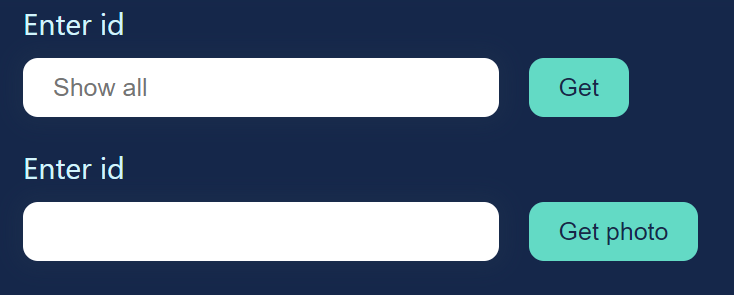 Enter id
Show all Get
Enter id
Get photo